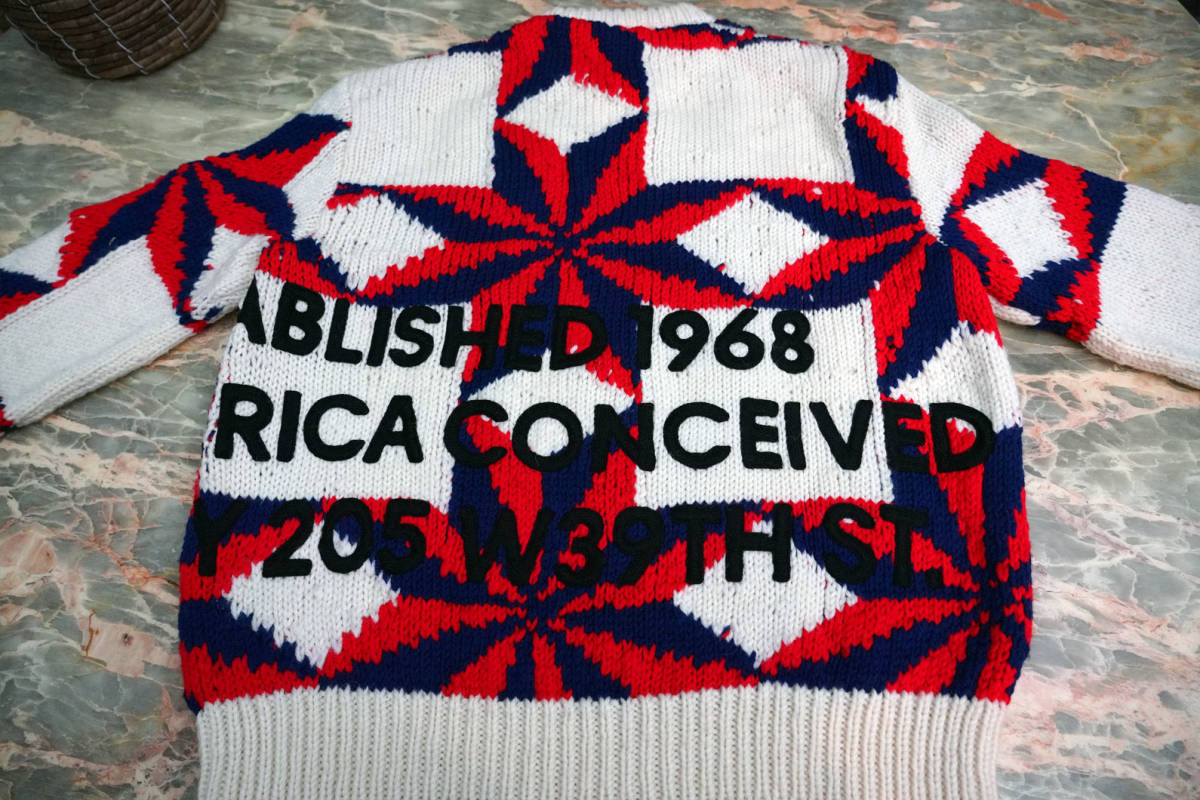 ABLISHED 1968
RICA CONCEIVED
Y 205 W39TH ST.